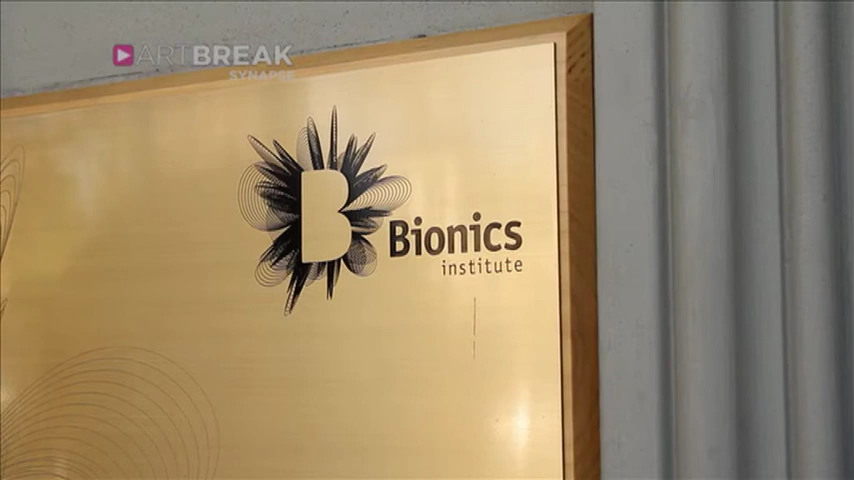 ARTBREAK
SYNAPSE
B
Bionics
institute